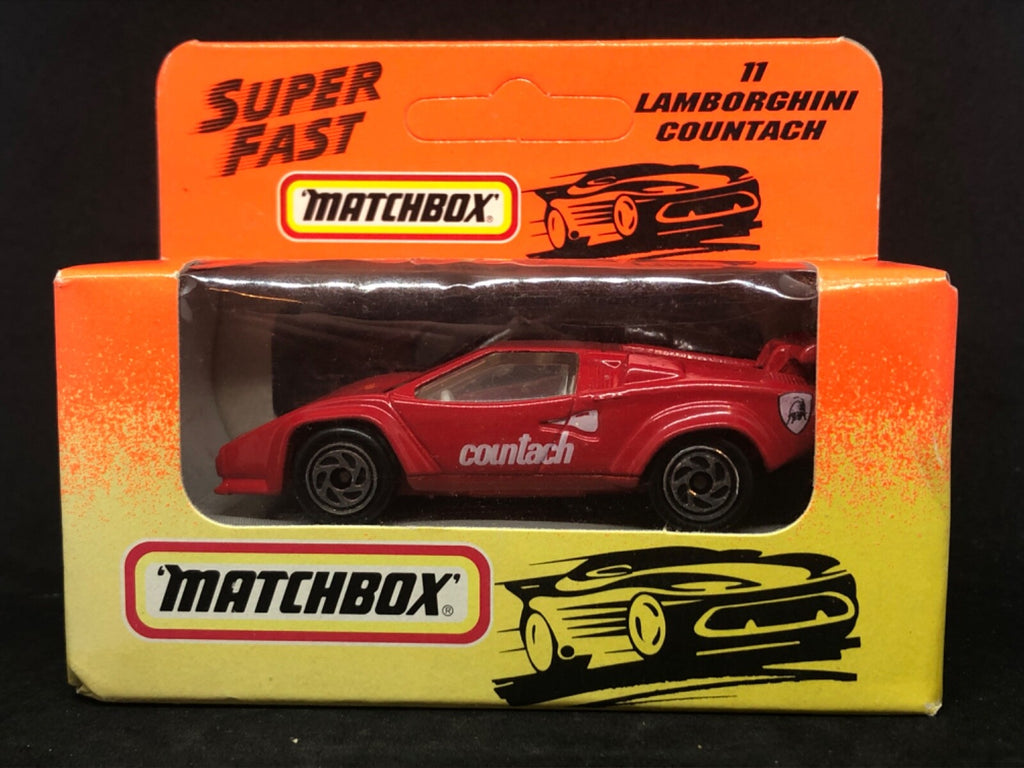 SUPER
FAST
11
LAMBORGHINI
COUNTACH
'MATCHBOX'®
countach
'MATCHBOX'®